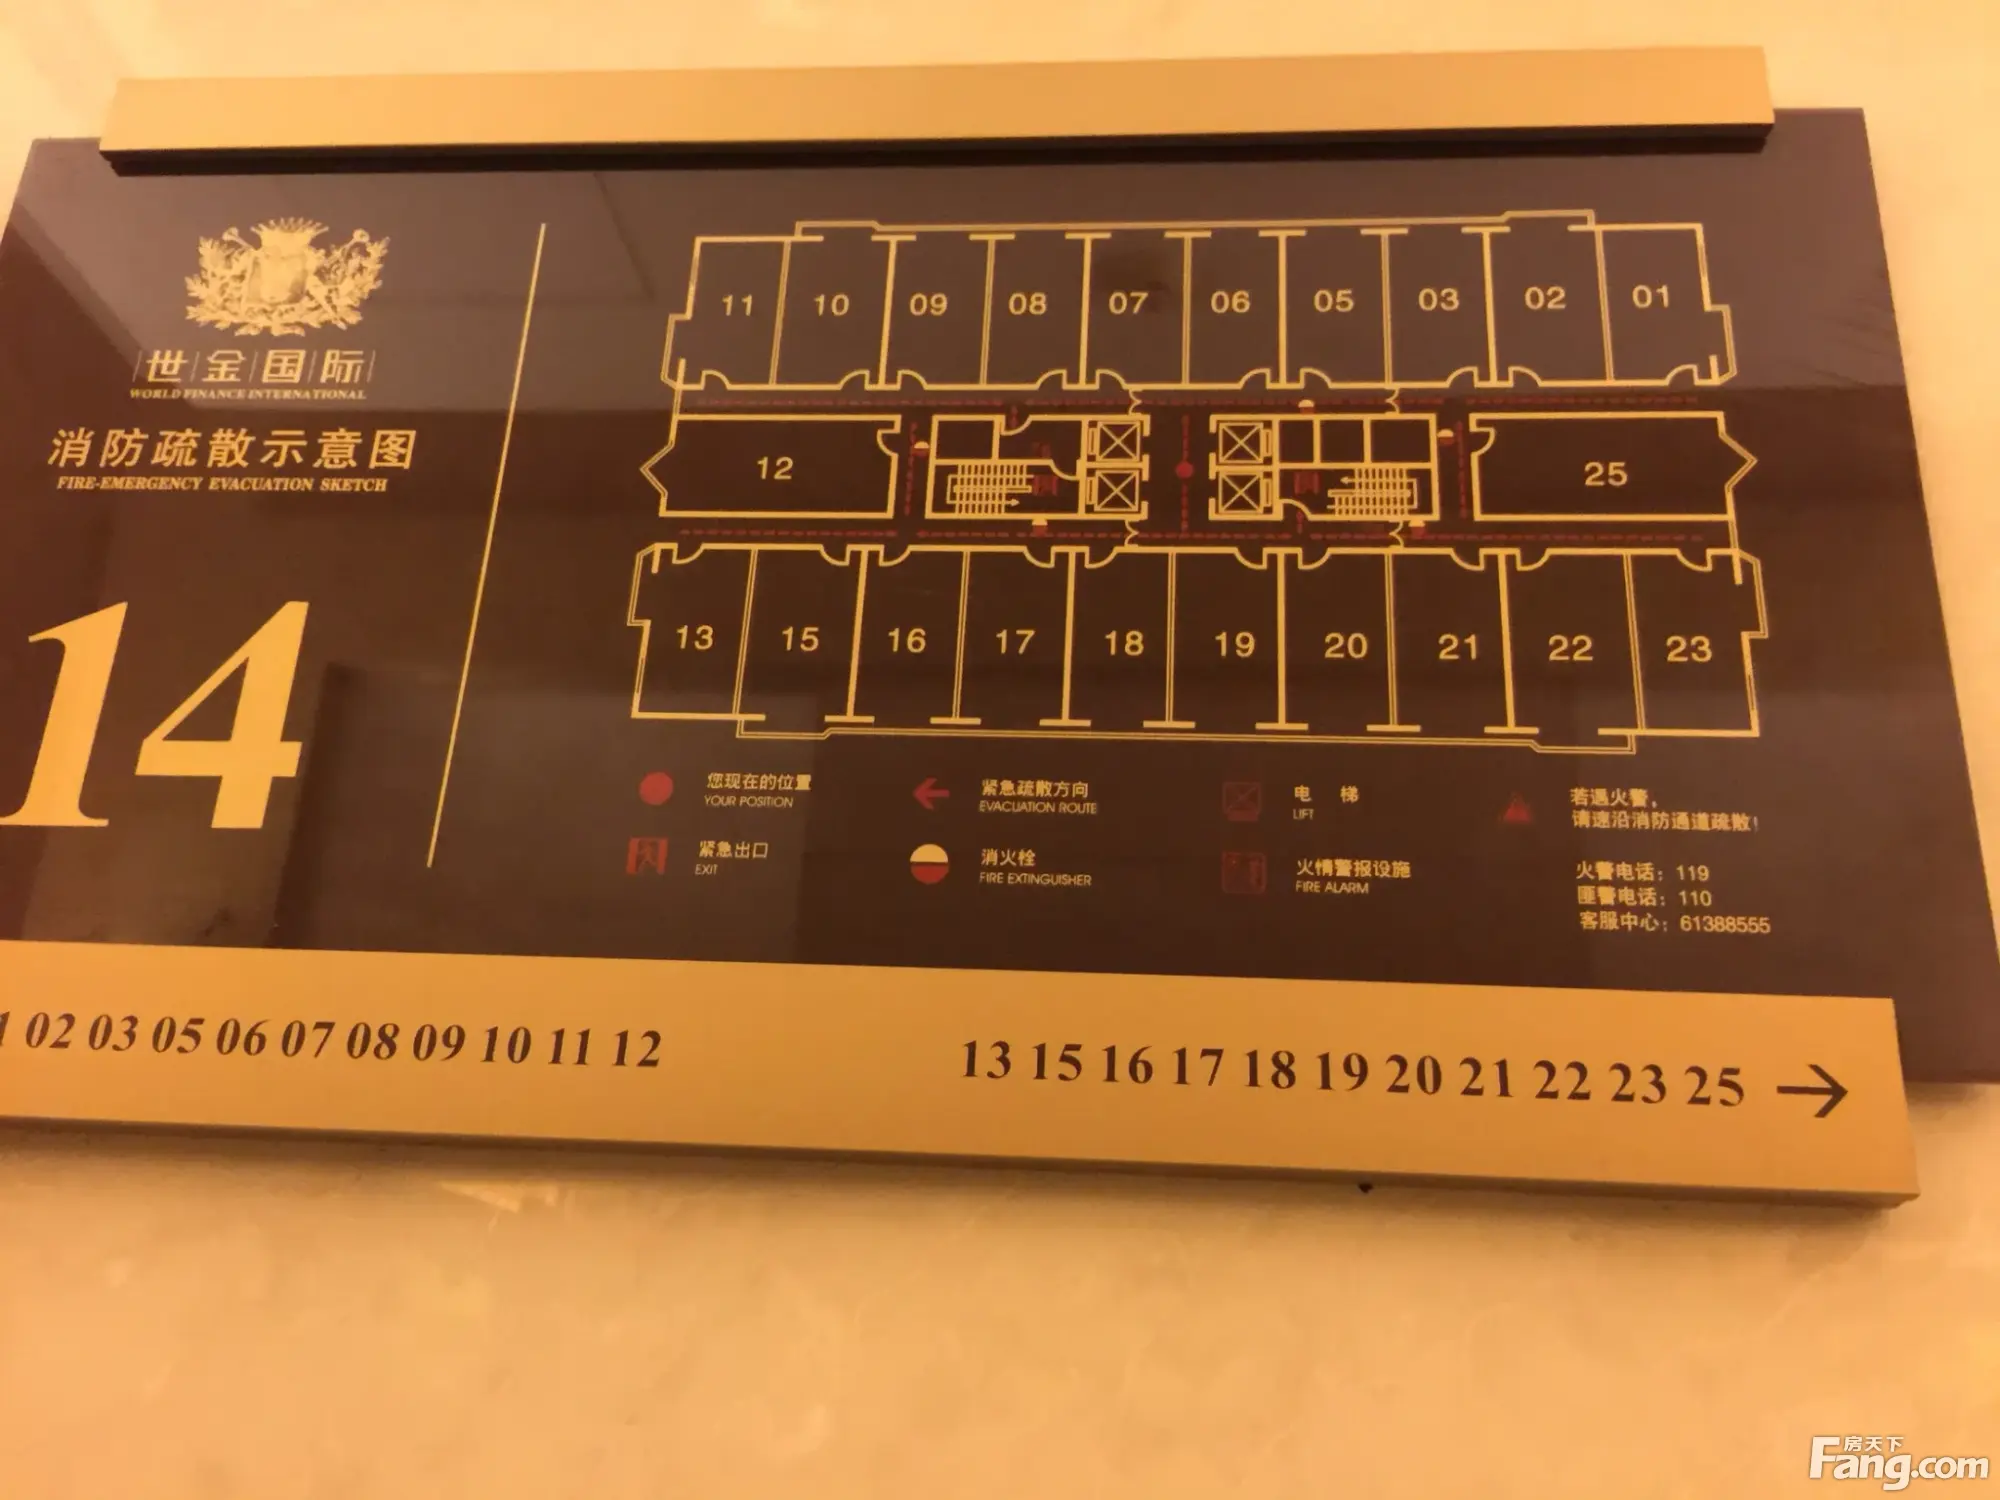 世金国际
WORLD FINANCE INTERNATIONAL
消防疏散示意图
FIRE-EMERGENCY EVACUATION SKETCH
14
11 10 09 08 07 06 05 03 02 01
12 25
13 15 16 17 18 19 20 21 22 23
您现在的位置
YOUR POSITION
紧急疏散方向
EVACUATION ROUTE
电 梯
LIFT
若遇火警，
请速沿消防通道疏散！
紧急出口
EXIT
消火栓
FIRE EXTINGUISHER
火情警报设施
FIRE ALARM
火警电话：119
匪警电话：110
客服中心：61388555
02 03 05 06 07 08 09 10 11 12
13 15 16 17 18 19 20 21 22 23 25 →
房天下
Fang.com